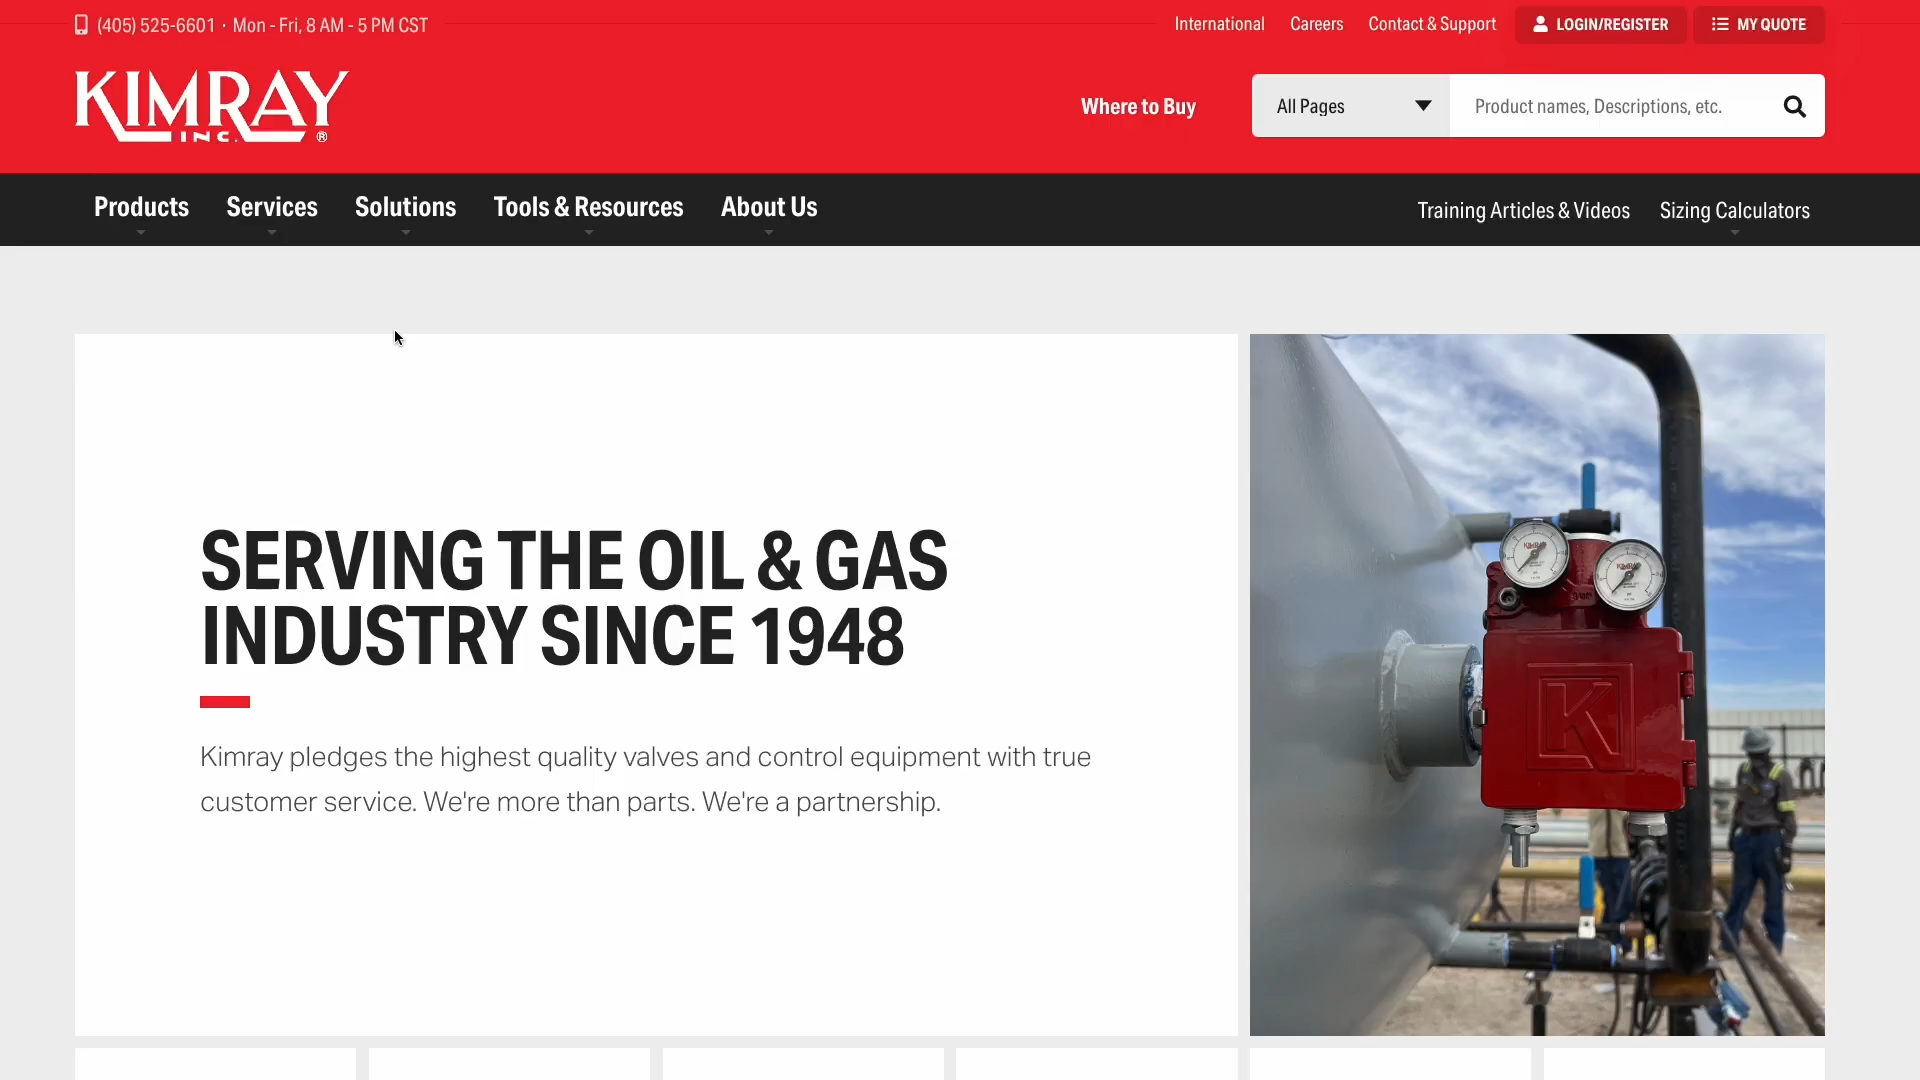 (405) 525-6601 · Mon - Fri, 8 AM - 5 PM CST
International Careers Contact & Support LOGIN/REGISTER MY QUOTE
KIMRAY
INC. ®
Where to Buy All Pages Product names, Descriptions, etc.
Products Services Solutions Tools & Resources About Us Training Articles & Videos Sizing Calculators
SERVING THE OIL & GAS
INDUSTRY SINCE 1948
Kimray pledges the highest quality valves and control equipment with true
customer service. We're more than parts. We're a partnership.
KIMRAY
KIMRAY
K